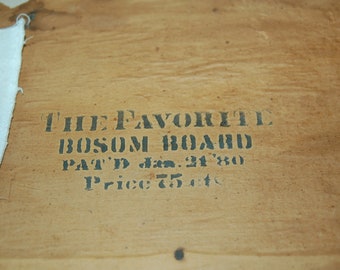 THE FAVORITE
BOSOM BOARD
PAT'D Jan. 21 '80
Price 75 cts